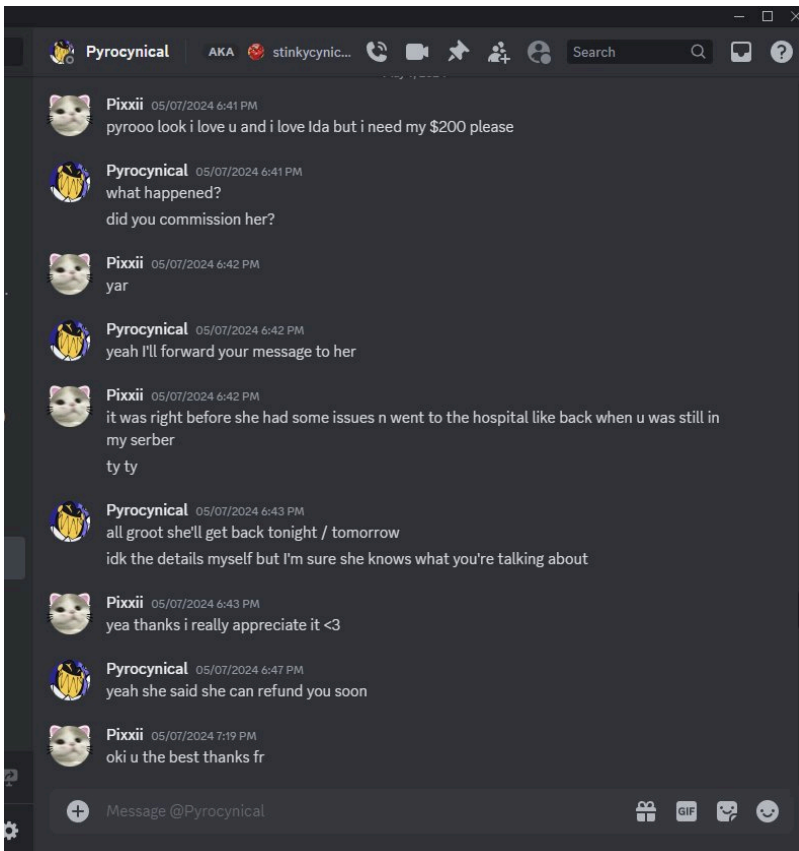 Pyrocynical AKA stinkycynic... Search
Pixxii 05/07/2024 6:41 PM
pyrooo look i love u and i love Ida but i need my $200 please
Pyrocynical 05/07/2024 6:41 PM
what happened?
did you commission her?
Pixxii 05/07/2024 6:42 PM
yar
Pyrocynical 05/07/2024 6:42 PM
yeah I'll forward your message to her
Pixxii 05/07/2024 6:42 PM
it was right before she had some issues n went to the hospital like back when u was still in
my serber
ty ty
Pyrocynical 05/07/2024 6:43 PM
all groot she'll get back tonight / tomorrow
idk the details myself but I'm sure she knows what you're talking about
Pixxii 05/07/2024 6:43 PM
yea thanks i really appreciate it <3
Pyrocynical 05/07/2024 6:47 PM
yeah she said she can refund you soon
Pixxii 05/07/2024 7:19 PM
oki u the best thanks fr
Message @Pyrocynical
GIF